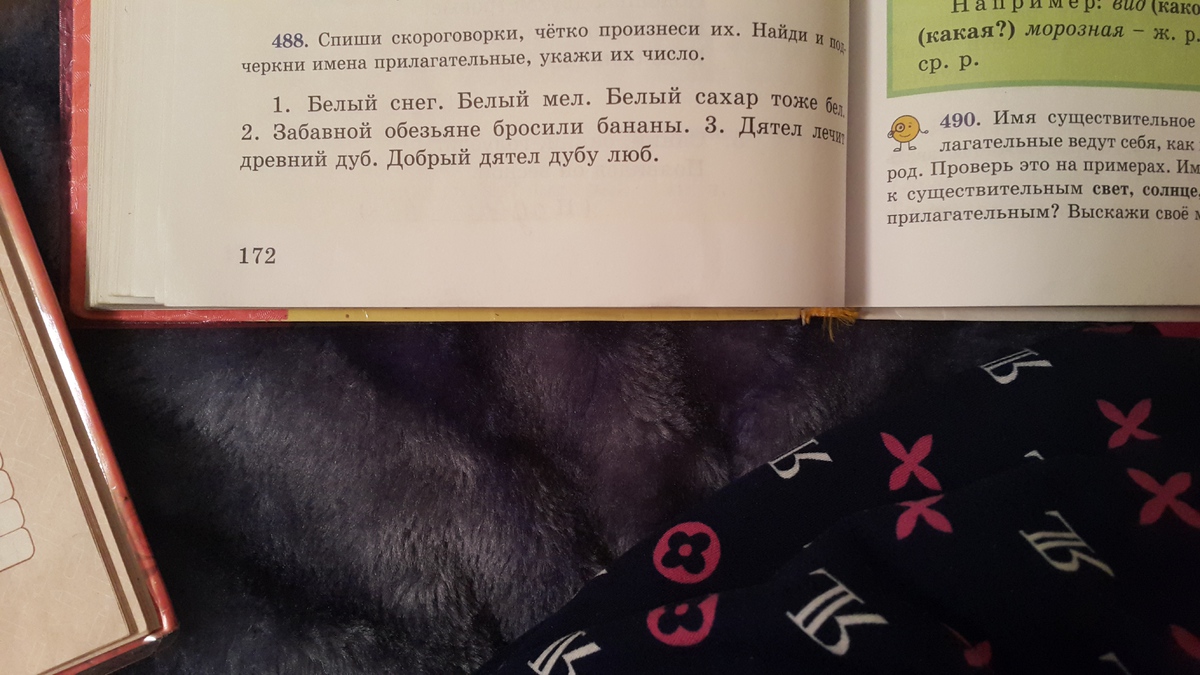 488. Спиши скороговорки, чётко произнеси их. Найди и под-
черкни имена прилагательные, укажи их число.
1. Белый снег. Белый мел. Белый сахар тоже бел.
2. Забавной обезьяне бросили бананы. 3. Дятел лечит
древний дуб. Добрый дятел дубу люб.
172
Например: вид (како
(какая?) морозная – ж. р.
ср. р.
490. Имя существительное
лагательные ведут себя, как
род. Проверь это на примерах. Им
к существительным свет, солнце,
прилагательным? Выскажи своё м